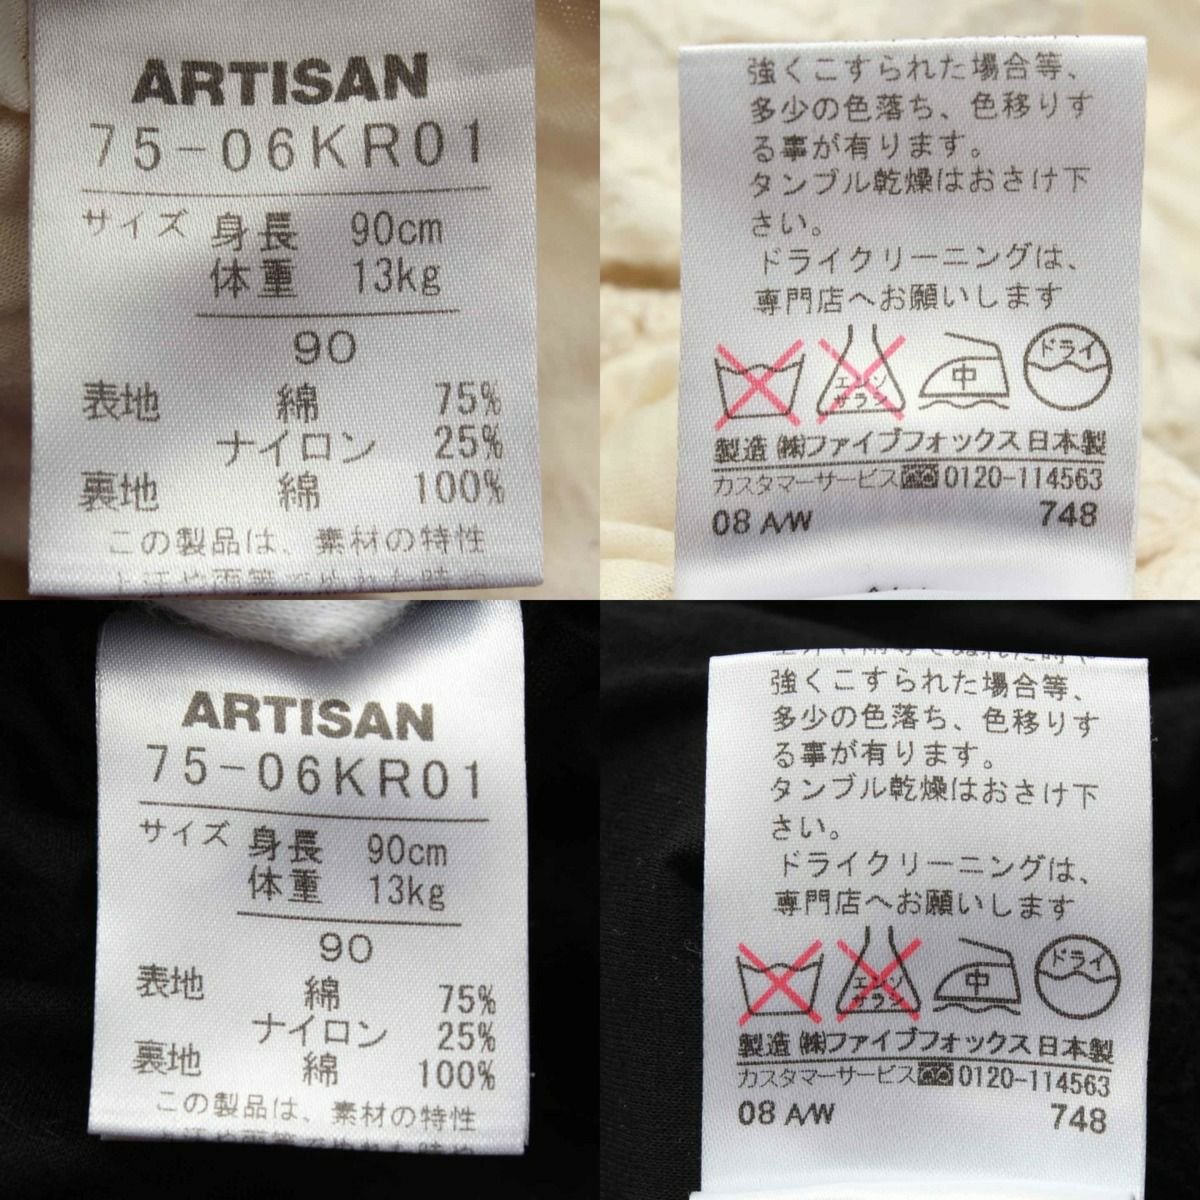 ARTISAN
75-06KR01
サイズ 身長 90cm
体重 13kg
90
表地 綿 75%
ナイロン 25%
裏地 綿 100%
この製品は、素材の特性
強くこすられた場合等、
多少の色落ち、色移りす
る事が有ります。
タンブル乾燥はおさけ下
さい。
ドライクリーニングは、
専門店へお願いします
エンソ
サラシ
中
ドライ
製造 ㈱ファイブフォックス 日本製
カスタマーサービス 0120-114563
08 A/W 748
ARTISAN
75-06KR01
サイズ 身長 90cm
体重 13kg
90
表地 綿 75%
ナイロン 25%
裏地 綿 100%
この製品は、素材の特性
強くこすられた場合等、
多少の色落ち、色移りす
る事が有ります。
タンブル乾燥はおさけ下
さい。
ドライクリーニングは、
専門店へお願いします
エンソ
サラシ
中
ドライ
製造 ㈱ファイブフォックス 日本製
カスタマーサービス 0120-114563
08 A/W 748